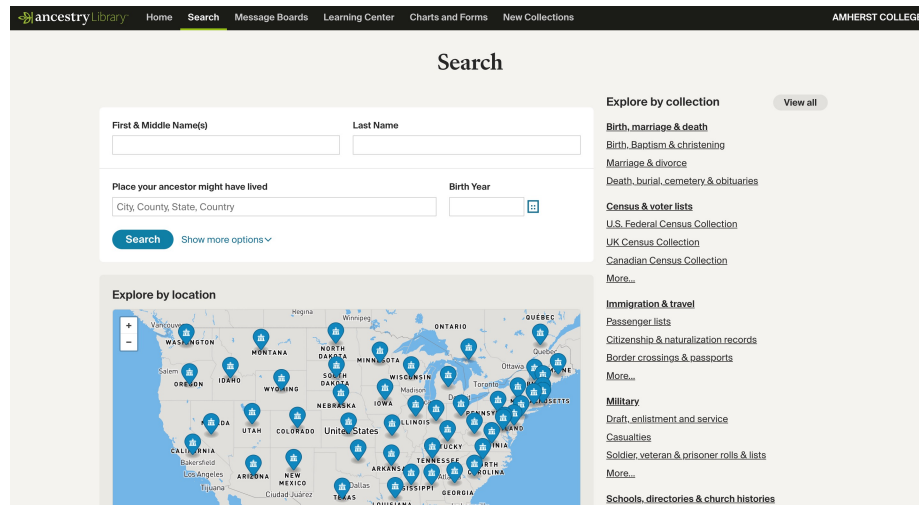 ancestryLibrary
Home Search Message Boards Learning Center Charts and Forms New Collections
AMHERST COLLEGE
Search
First & Middle Name(s)
Last Name
Place your ancestor might have lived
Birth Year
City, County, State, Country
Search
Show more options
Explore by location
+
−
Regina
Winnipeg
Vancouver
ONTARIO
QUEBEC
WASHINGTON
MONTANA
NORTH
DAKOTA
MINNESOTA
Quebec
Ottawa
MAINE
Salem
OREGON
IDAHO
WYOMING
SOUTH
DAKOTA
WISCONSIN
Madison
Toronto
NEBRASKA
IOWA
UTAH
COLORADO
United States
ILLINOIS
CALIFORNIA
Bakersfield
Los Angeles
Tijuana
ARIZONA
NEW
MEXICO
Ciudad Juárez
Dallas
TEXAS
TENNESSEE
GEORGIA
Explore by collection
View all
Birth, marriage & death
Birth, Baptism & christening
Marriage & divorce
Death, burial, cemetery & obituaries
Census & voter lists
U.S. Federal Census Collection
UK Census Collection
Canadian Census Collection
More...
Immigration & travel
Passenger lists
Citizenship & naturalization records
Border crossings & passports
More...
Military
Draft, enlistment and service
Casualties
Soldier, veteran & prisoner rolls & lists
More...
Schools, directories & church histories